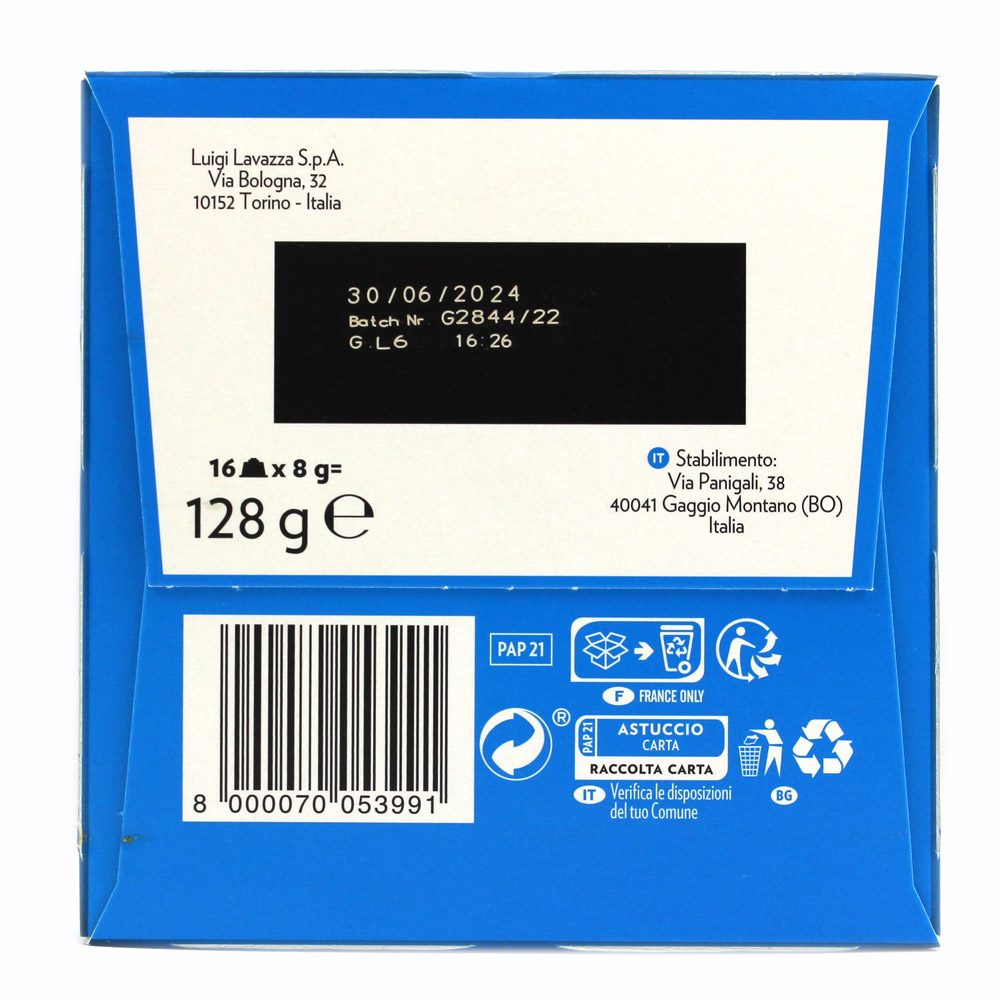 Luigi Lavazza S.p.A.
Via Bologna, 32
10152 Torino - Italia
30/06/2024
Batch Nr G2844/22
G L6 16:26
16 x 8 g=
128 g ℮
IT Stabilimento:
Via Panigali, 38
40041 Gaggio Montano (BO)
Italia
8 000070 053991
PAP 21
F FRANCE ONLY
®
PAP 21
ASTUCCIO
CARTA
RACCOLTA CARTA
IT Verifica le disposizioni
del tuo Comune
BG